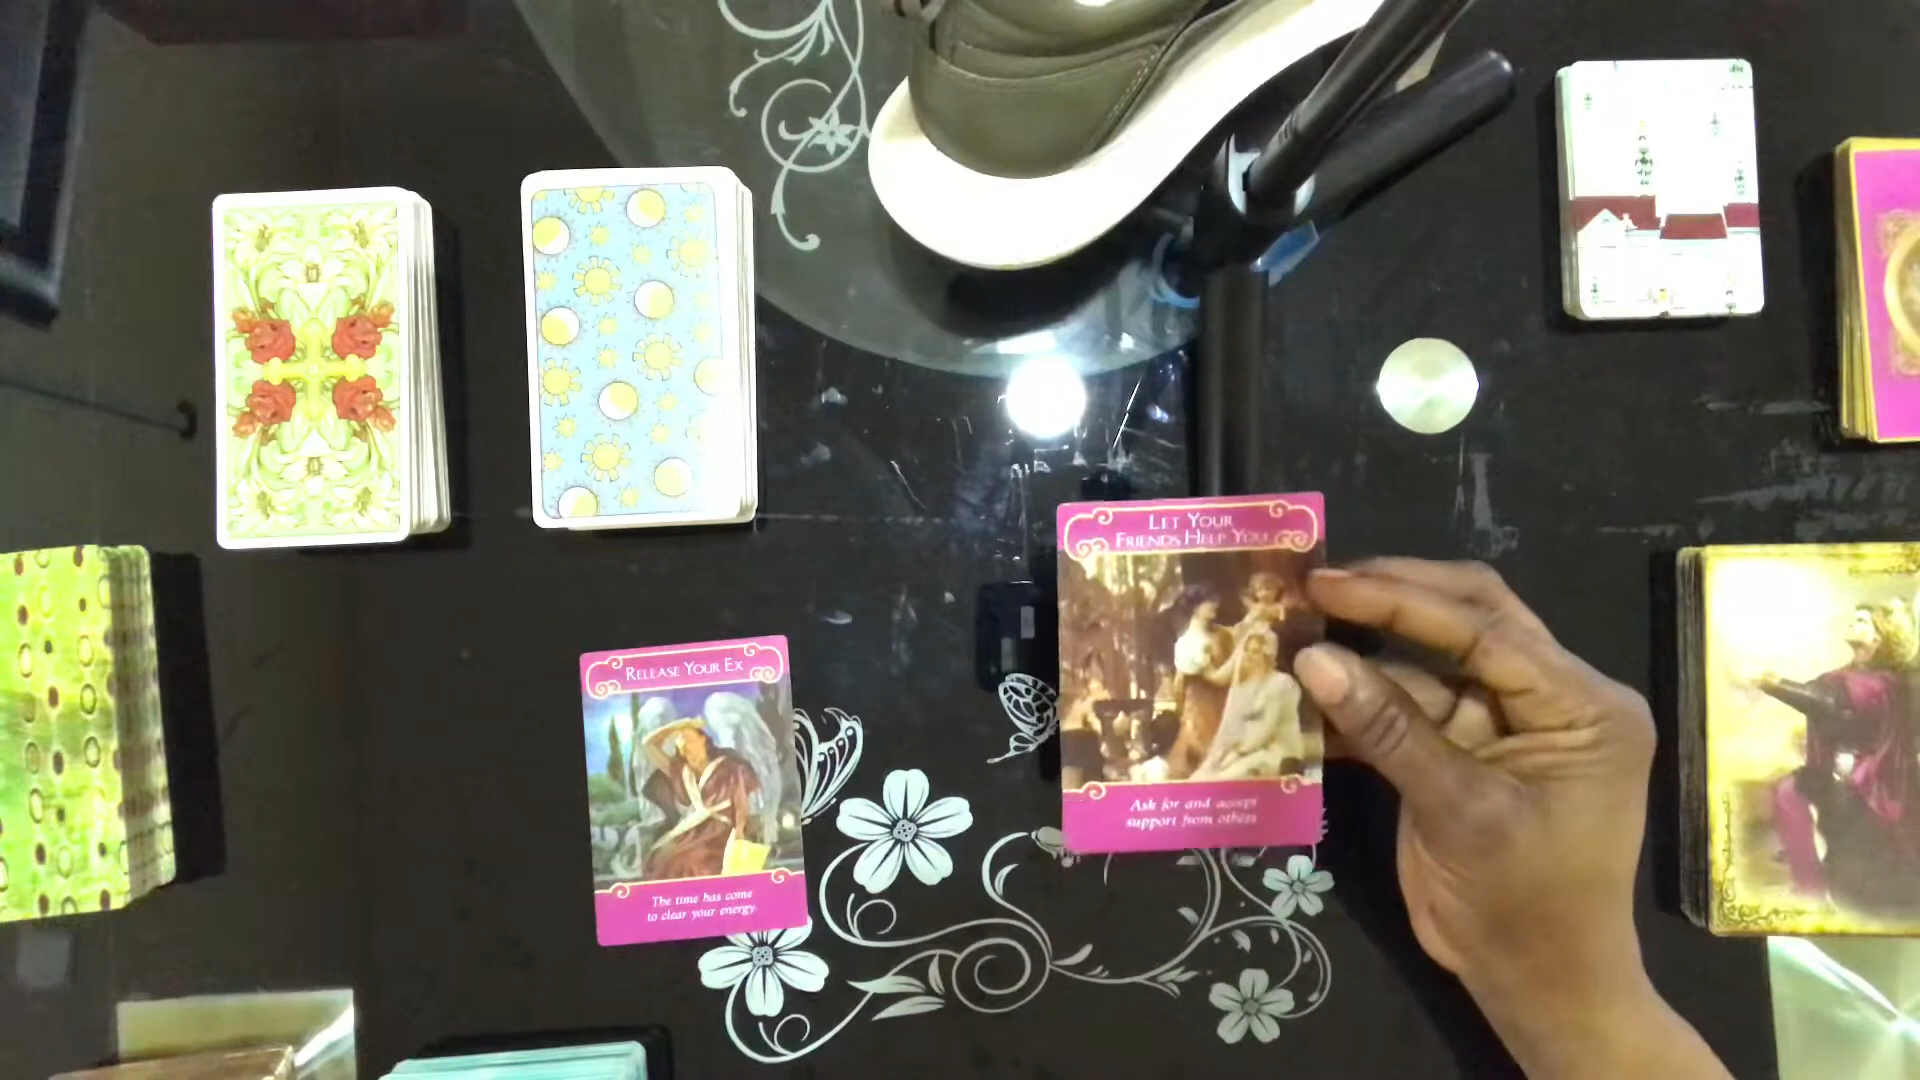 LET YOUR
FRIENDS HELP YOU
Ask for and accept
support from others
RELEASE YOUR EX
The time has come
to clear your energy